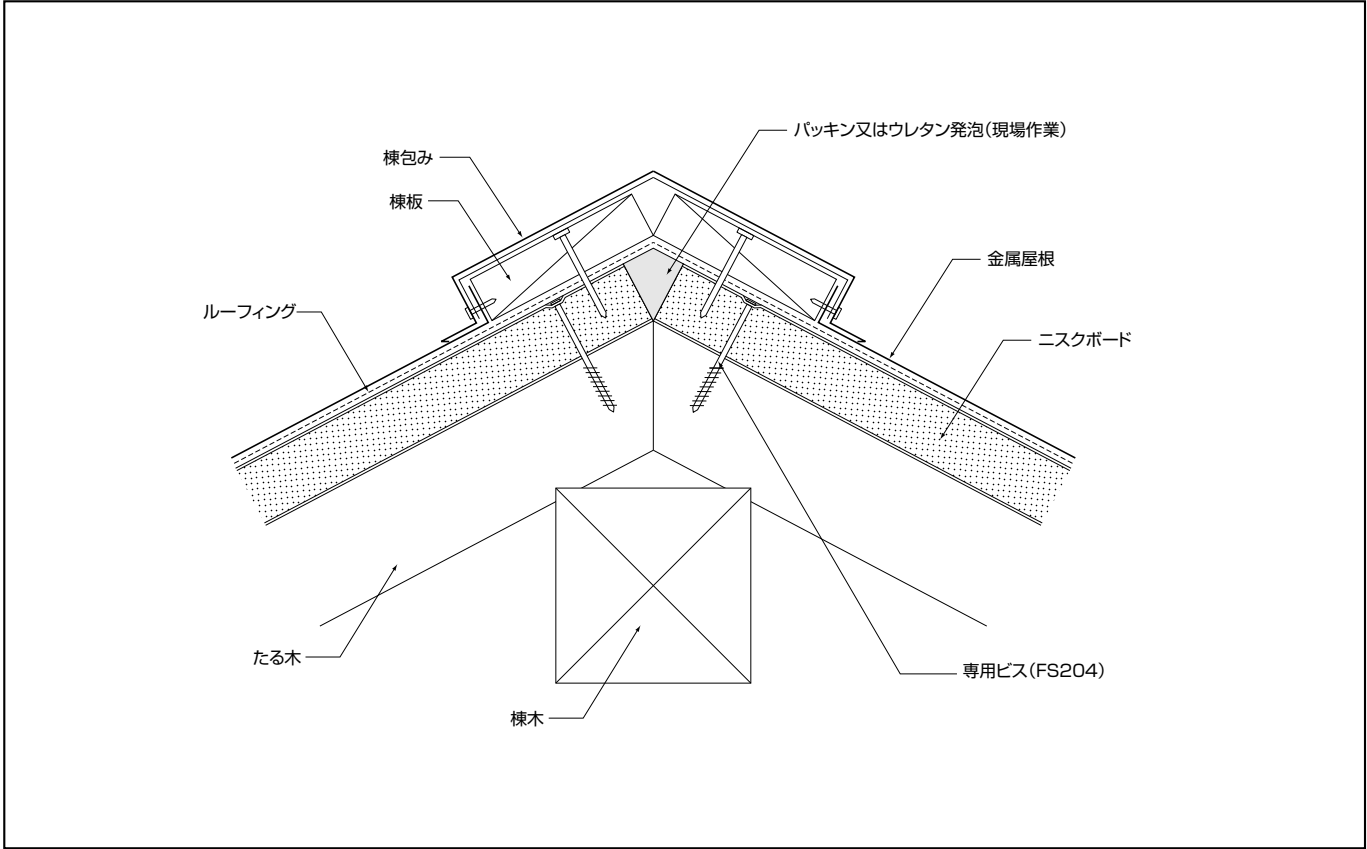 パッキン又はウレタン発泡(現場作業)
棟包み
棟板
金属屋根
ルーフィング
ニスクボード
たる木
専用ビス(FS204)
棟木